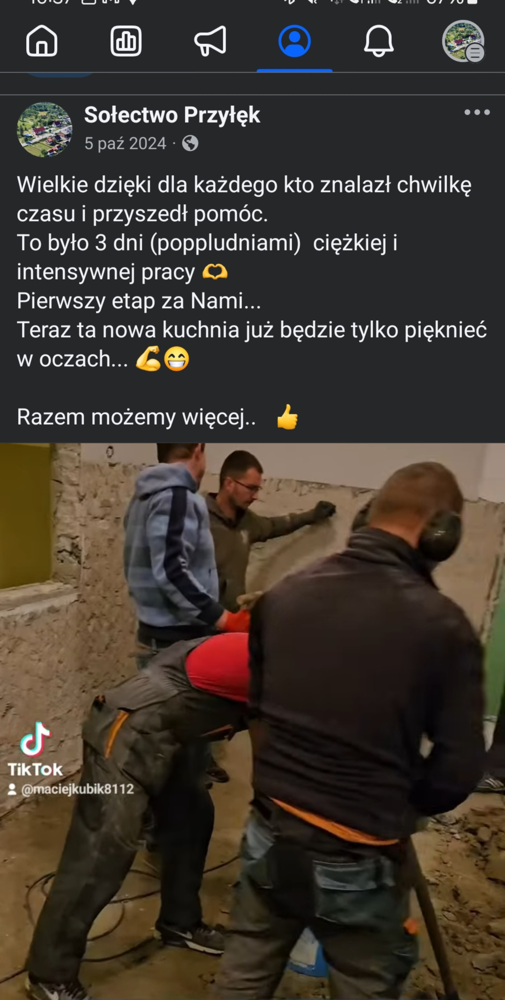 Sołectwo Przyłęk
5 paź 2024 ·
Wielkie dzięki dla każdego kto znalazł chwilkę
czasu i przyszedł pomóc.
To było 3 dni (poppludniami)  ciężkiej i
intensywnej pracy 🫶
Pierwszy etap za Nami...
Teraz ta nowa kuchnia już będzie tylko pięknieć
w oczach... 💪😁
Razem możemy więcej.. 👍
TikTok
@maciejkubik8112